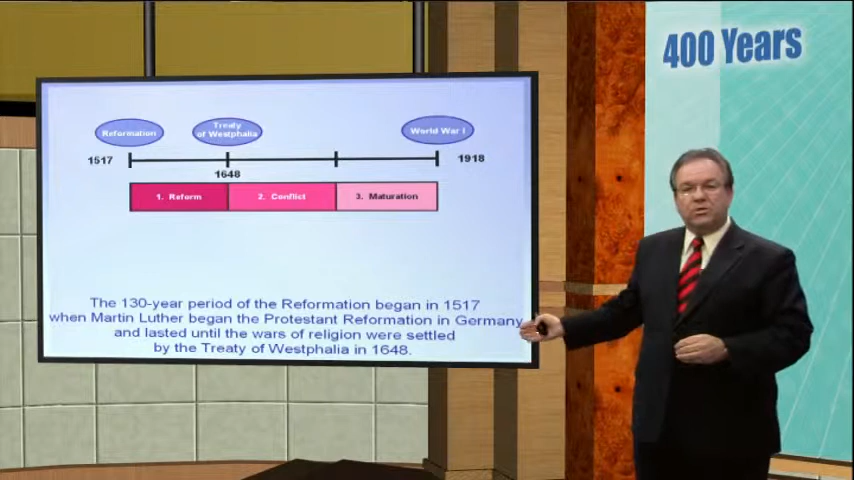 400 Years
Reformation
Treaty
of Westphalia
World War I
1517
1918
1648
1. Reform
2. Conflict
3. Maturation
The 130-year period of the Reformation began in 1517
when Martin Luther began the Protestant Reformation in Germany
and lasted until the wars of religion were settled
by the Treaty of Westphalia in 1648.